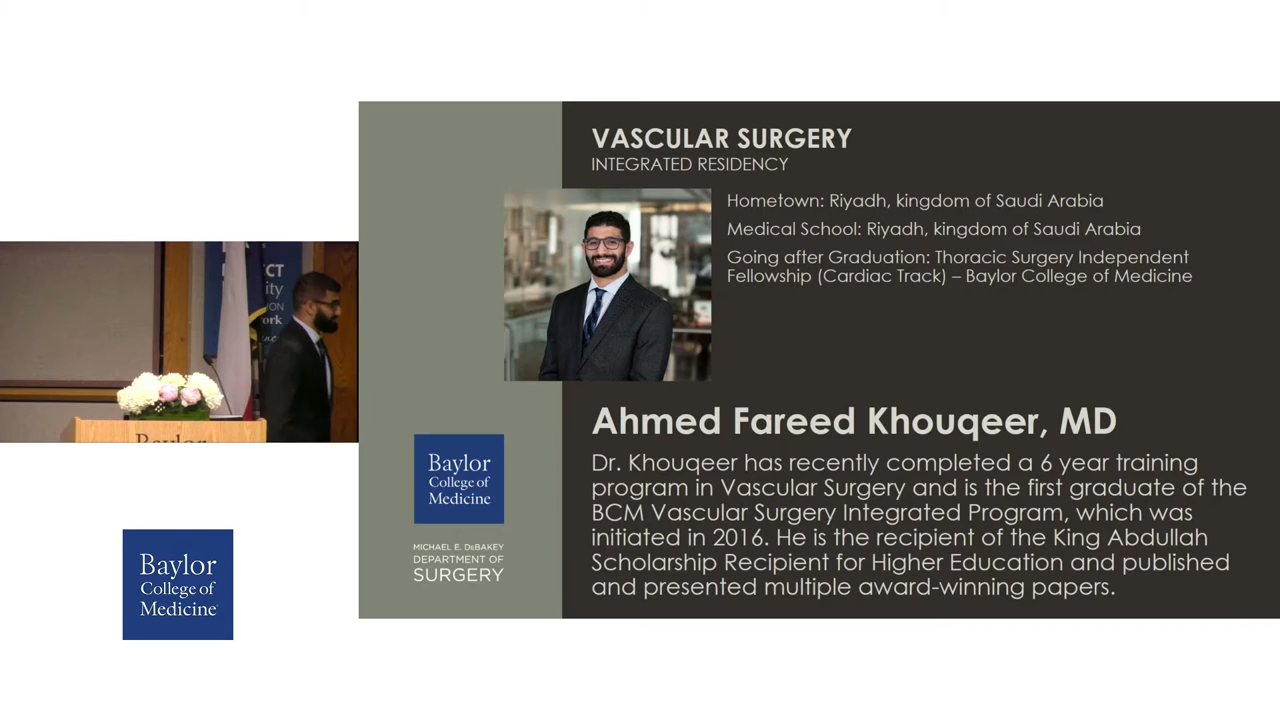 VASCULAR SURGERY
INTEGRATED RESIDENCY
Hometown: Riyadh, kingdom of Saudi Arabia
Medical School: Riyadh, kingdom of Saudi Arabia
Going after Graduation: Thoracic Surgery Independent
Fellowship (Cardiac Track) – Baylor College of Medicine
Ahmed Fareed Khouqeer, MD
Dr. Khouqeer has recently completed a 6 year training
program in Vascular Surgery and is the first graduate of the
BCM Vascular Surgery Integrated Program, which was
initiated in 2016. He is the recipient of the King Abdullah
Scholarship Recipient for Higher Education and published
and presented multiple award-winning papers.
Baylor
College of
Medicine
MICHAEL E. DEBAKEY
DEPARTMENT OF
SURGERY
Baylor
Baylor
College of
Medicine